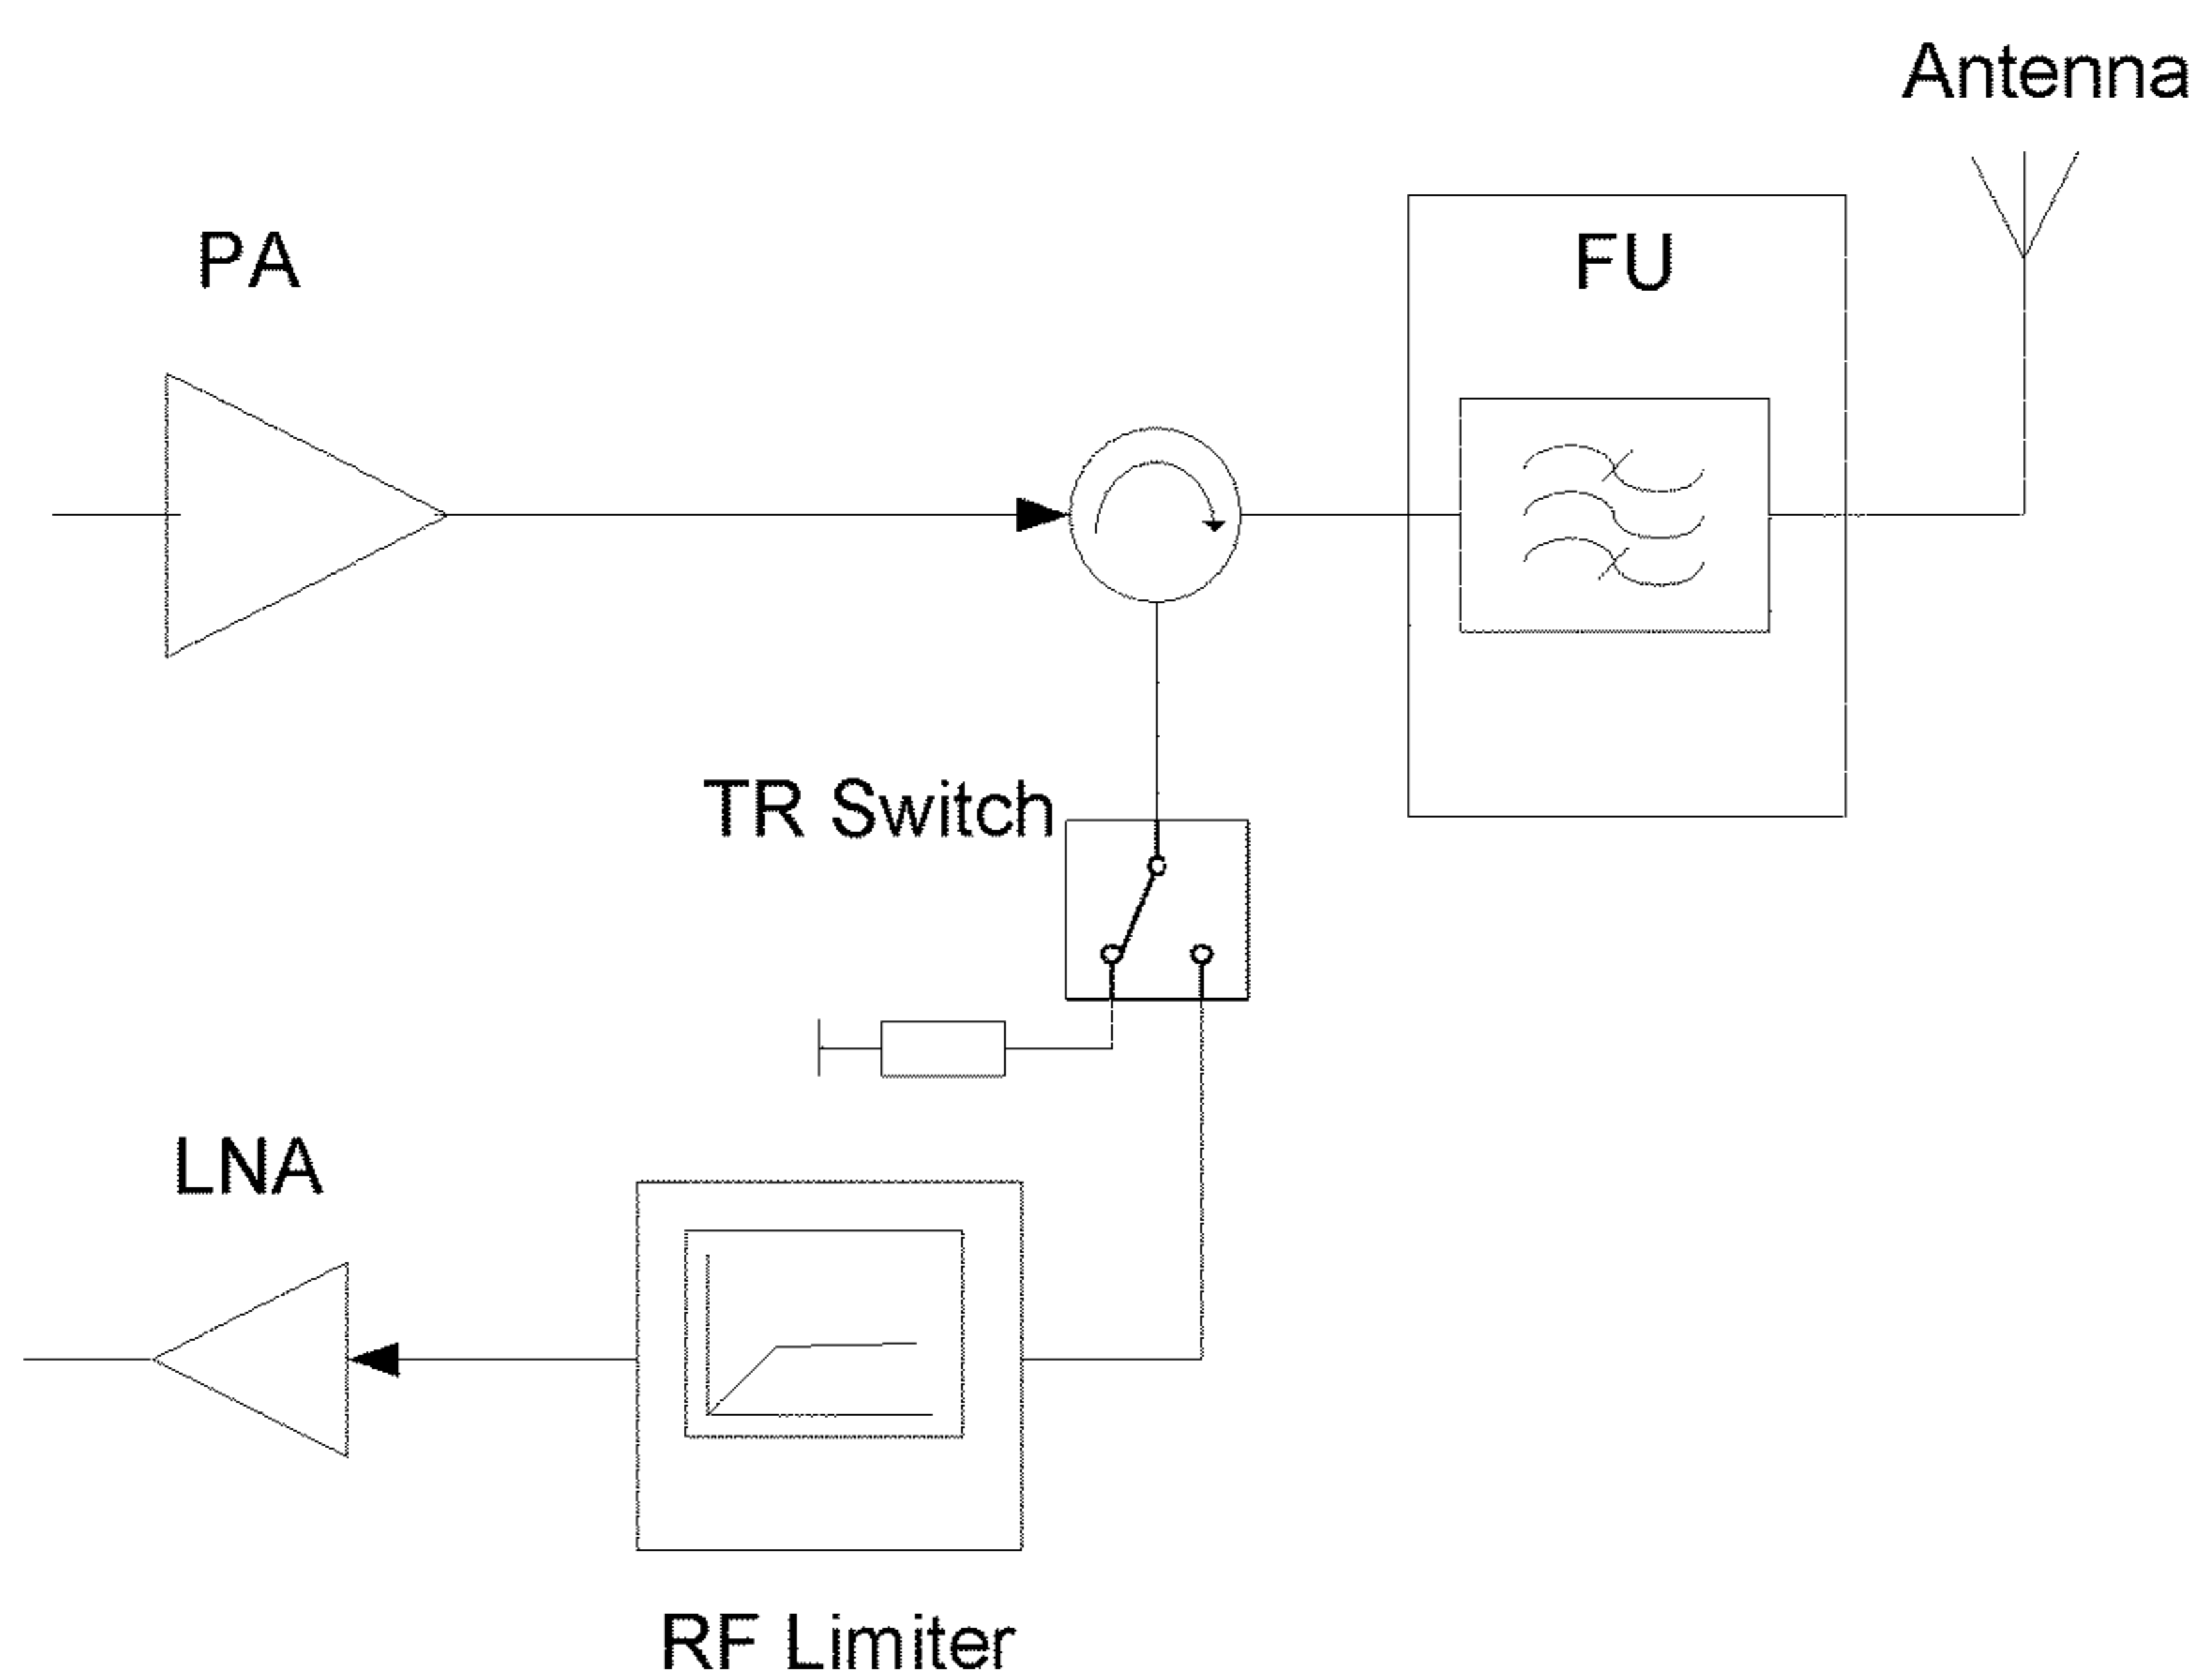 Antenna
PA
FU
TR Switch
LNA
RF Limiter